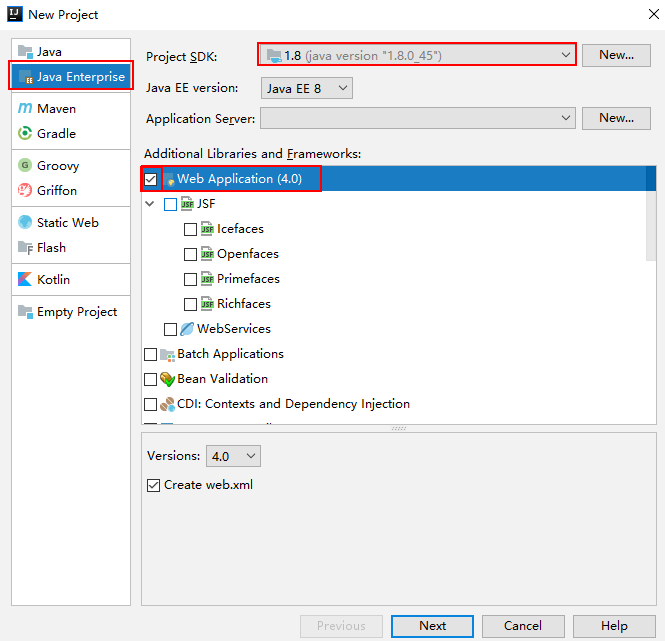 New Project
Java
Java Enterprise
Maven
Gradle
Groovy
Griffon
Static Web
Flash
Kotlin
Empty Project
Project SDK: 1.8 (java version "1.8.0_45") New...
Java EE version: Java EE 8
Application Server: New...
Additional Libraries and Frameworks:
Web Application (4.0)
JSF
Icefaces
Openfaces
Primefaces
Richfaces
WebServices
Batch Applications
Bean Validation
CDI: Contexts and Dependency Injection
Versions: 4.0
Create web.xml
Previous Next Cancel Help